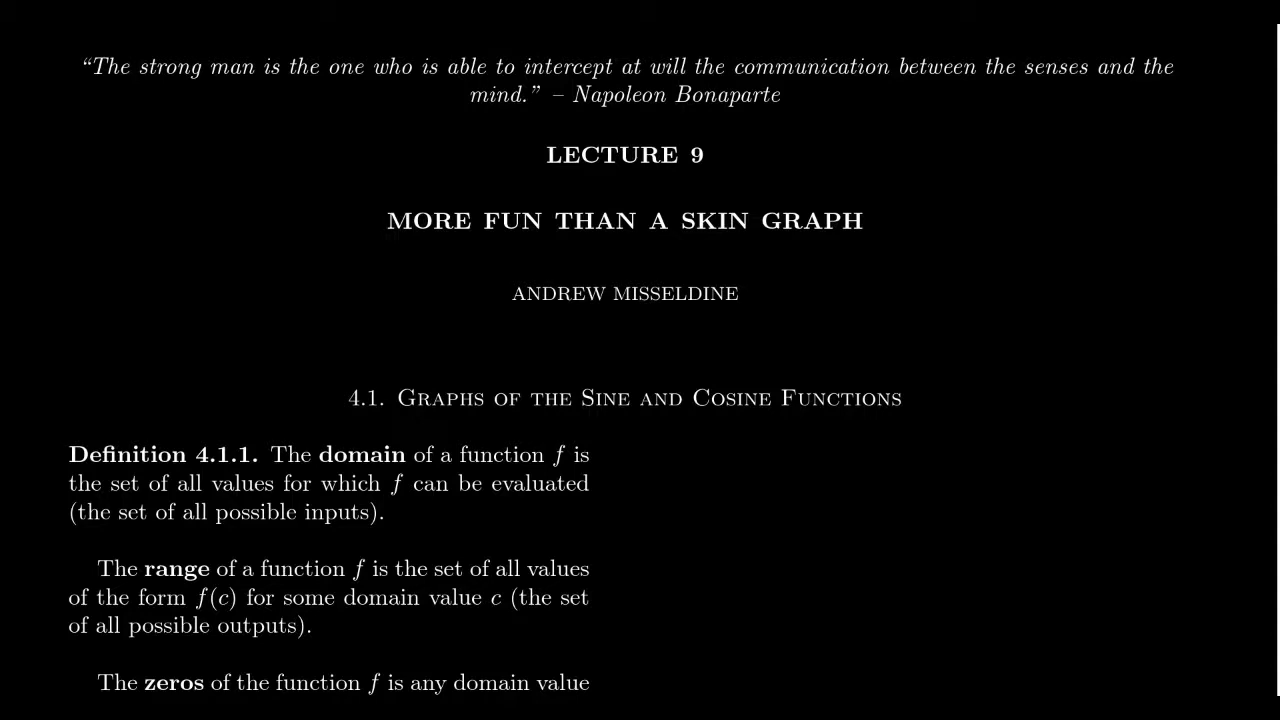 “The strong man is the one who is able to intercept at will the communication between the senses and the
mind.” – Napoleon Bonaparte
LECTURE 9
MORE FUN THAN A SKIN GRAPH
ANDREW MISSELDINE
4.1. Graphs of the Sine and Cosine Functions
Definition 4.1.1. The domain of a function f is
the set of all values for which f can be evaluated
(the set of all possible inputs).
The range of a function f is the set of all values
of the form f(c) for some domain value c (the set
of all possible outputs).
The zeros of the function f is any domain value